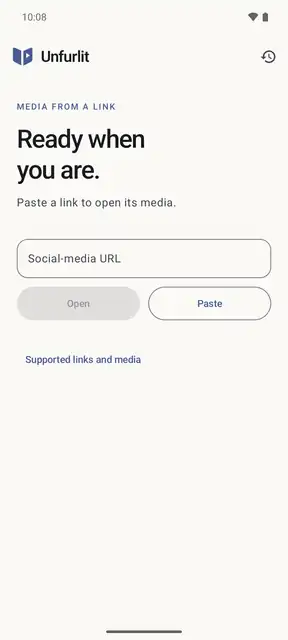 10:08
Unfurlit
MEDIA FROM A LINK
Ready when
you are.
Paste a link to open its media.
Social-media URL
Open
Paste
Supported links and media